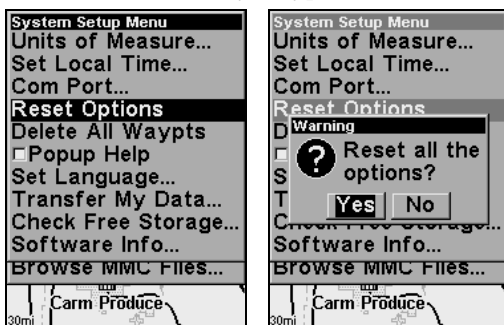 System Setup Menu
Units of Measure...
Set Local Time...
Com Port...
Reset Options
Delete All Waypts
Popup Help
Set Language...
Transfer My Data...
Check Free Storage...
Software Info...
Browse MMC Files...
Carm Produce
30mi
System Setup Menu
Units of Measure...
Set Local Time...
Com Port...
Reset Options
D
Warning
Reset all the
options?
Yes No
S
T
Software Info...
Browse MMC Files...
Carm Produce
30mi